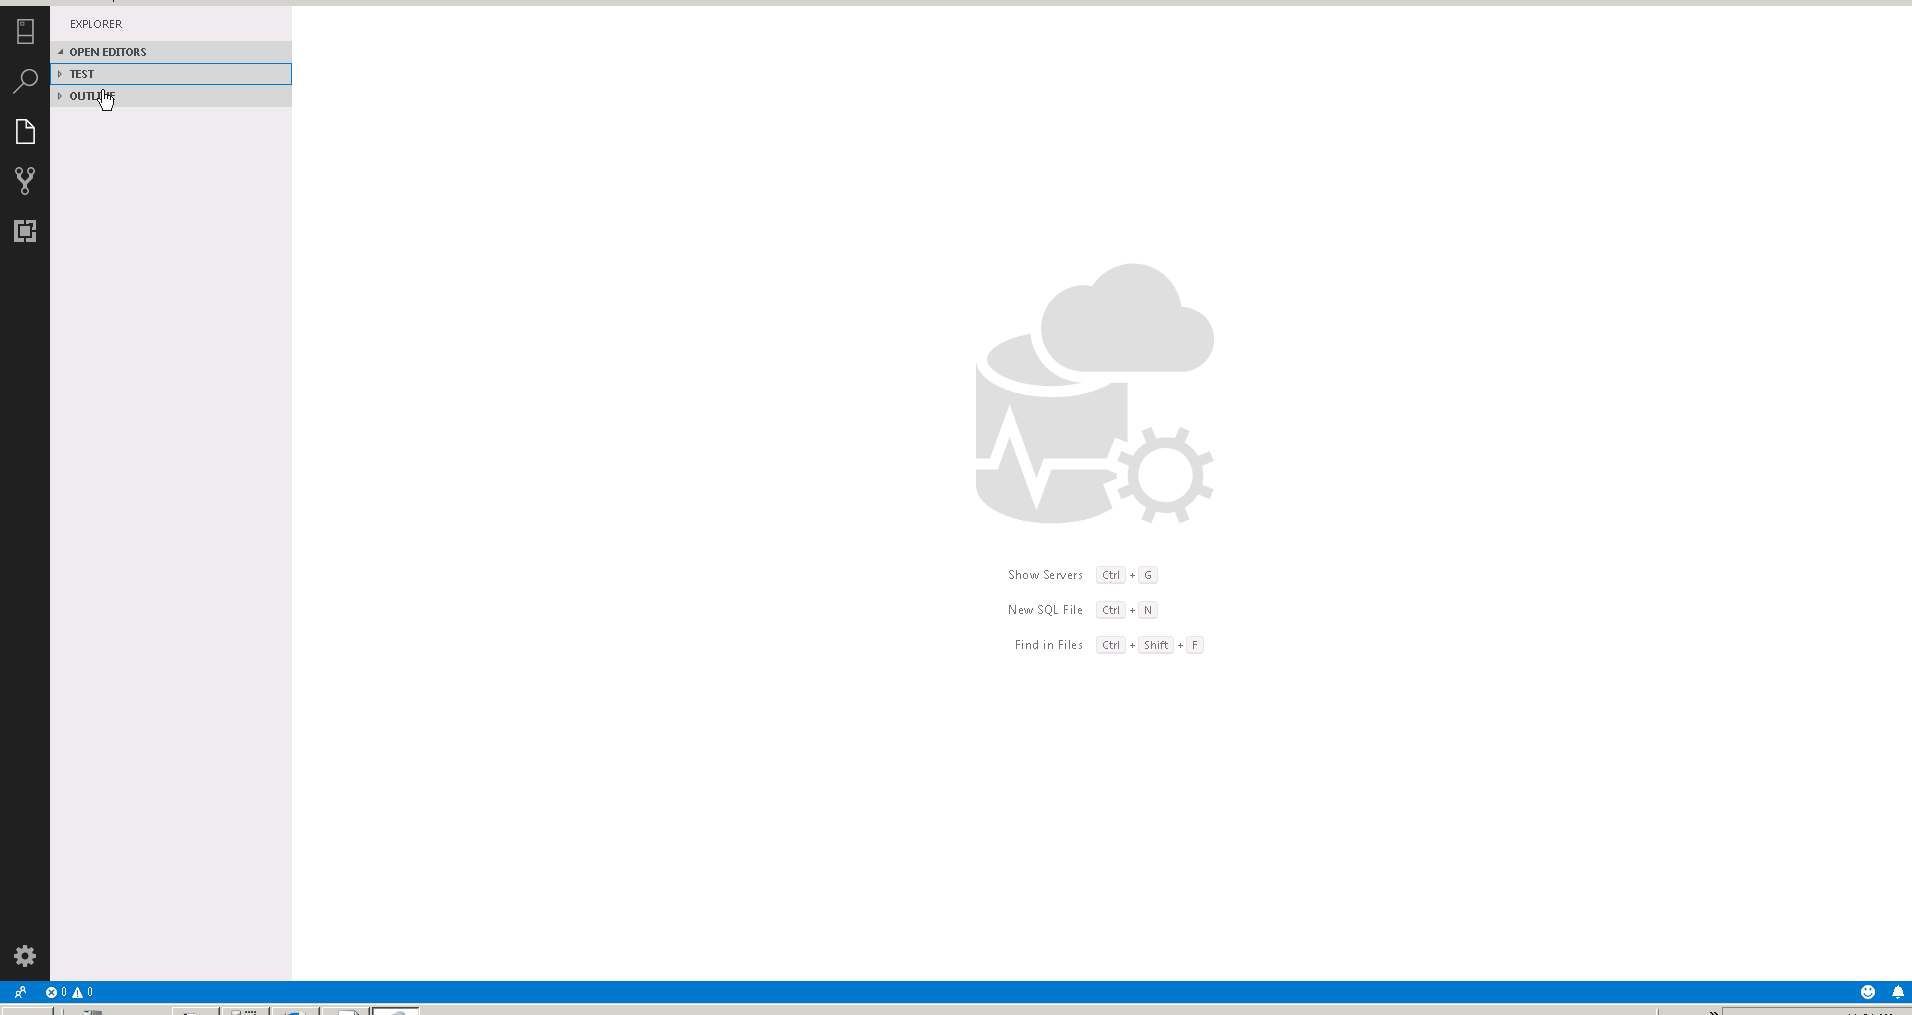 EXPLORER
OPEN EDITORS
TEST
OUTLINE
Show Servers Ctrl + G
New SQL File Ctrl + N
Find in Files Ctrl + Shift + F
0 0